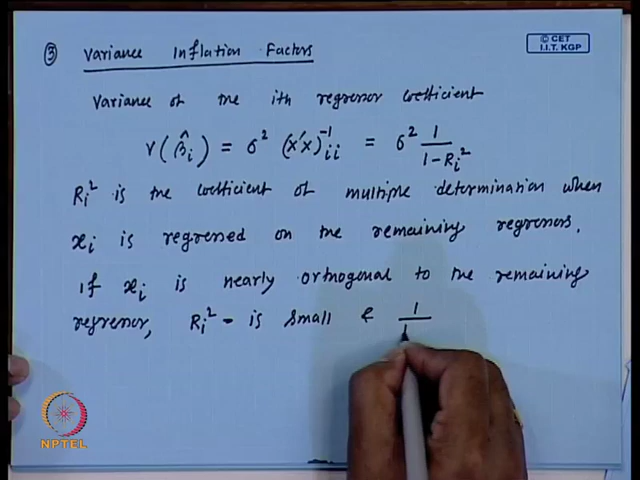 ③ Variance Inflation Factors
© CET
I.I.T. KGP
Variance of the ith regressor coefficient
V(β̂i) = σ² (X'X)⁻¹ii = σ² 1/(1-Ri²)
Ri² is the coefficient of multiple determination when
xi is regressed on the remaining regressors.
If xi is nearly orthogonal to the remaining
regressor, Ri² - is small & 1
NPTEL